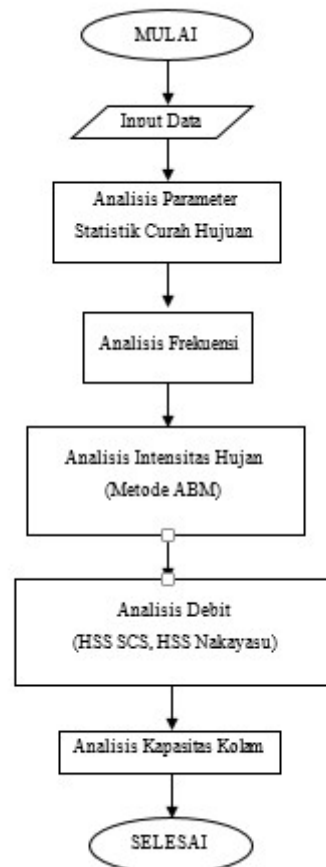 MULAI
Input Data
Analisis Parameter
Statistik Curah Hujuan
Analisis Frekuensi
Analisis Intensitas Hujan
(Metode ABM)
Analisis Debit
(HSS SCS, HSS Nakayasu)
Analisis Kapasitas Kolam
SELESAI